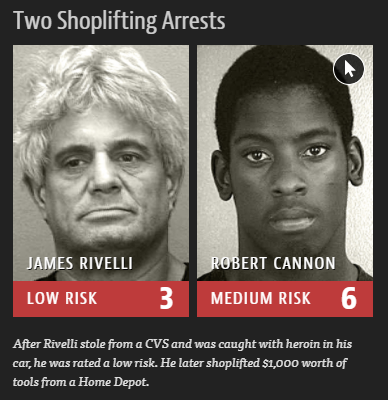 Two Shoplifting Arrests
JAMES RIVELLI
ROBERT CANNON
LOW RISK 3
MEDIUM RISK 6
After Rivelli stole from a CVS and was caught with heroin in his
car, he was rated a low risk. He later shoplifted $1,000 worth of
tools from a Home Depot.